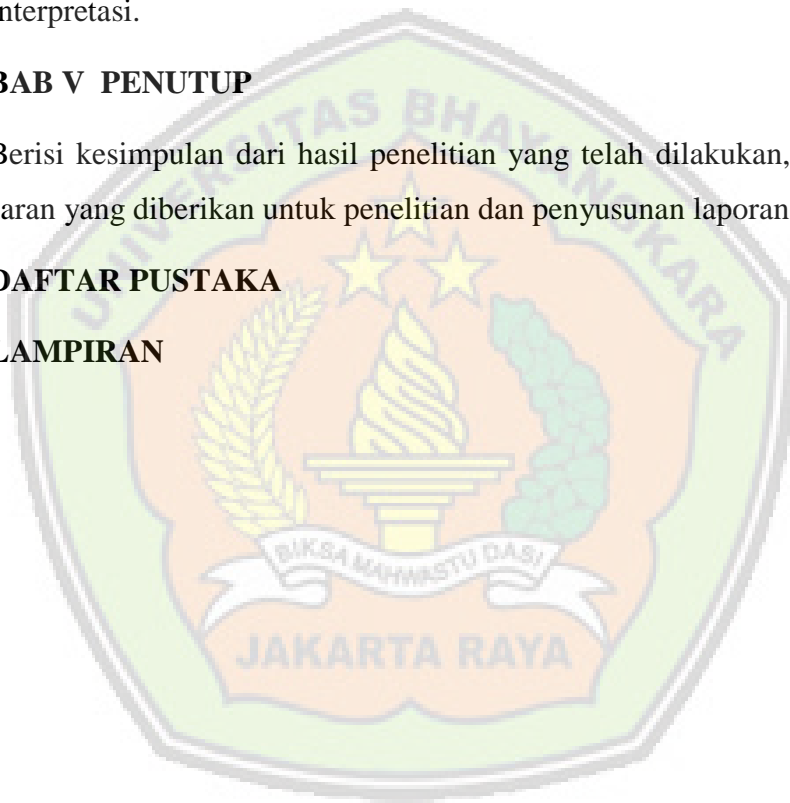 nterpretasi.
BAB V PENUTUP
Berisi kesimpulan dari hasil penelitian yang telah dilakukan,
aran yang diberikan untuk penelitian dan penyusunan laporan
DAFTAR PUSTAKA
LAMPIRAN
UNIVERSITAS BHAYANGKARA
BIKSA MAHWASTU DASI
JAKARTA RAYA